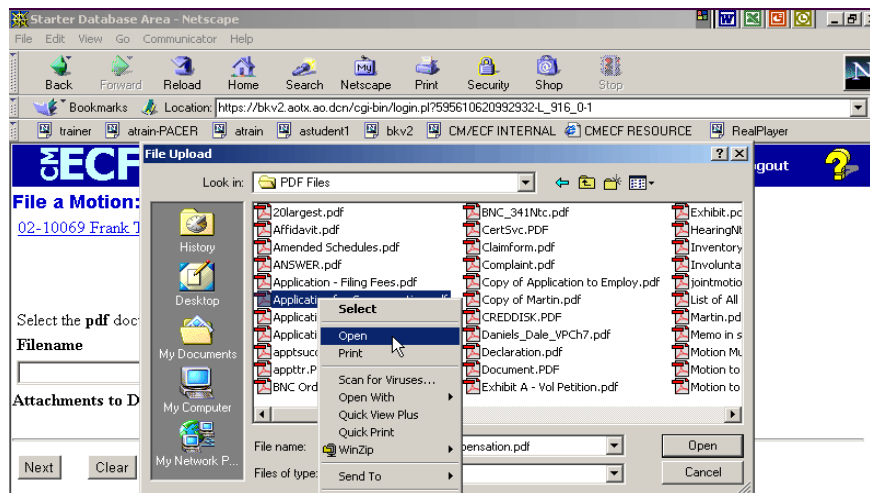 Starter Database Area - Netscape
File Edit View Go Communicator Help
Back Forward Reload Home Search Netscape Print Security Shop Stop
Bookmarks Location: https://bkv2.aotx.ao.dcn/cgi-bin/login.pl?595610620992932-L_916_0-1
trainer atrain-PACER atrain astudent1 bkv2 CM/ECF INTERNAL CMECF RESOURCE RealPlayer
CM ECF
File Upload
ogout
?
Look in: PDF Files
File a Motion:
02-10069 Frank T
Select the pdf doc
Filename
Attachments to D
Next Clear
History
Desktop
My Documents
My Computer
My Network P...
20largest.pdf
Affidavit.pdf
Amended Schedules.pdf
ANSWER.pdf
Application - Filing Fees.pdf
Applicati
Applicati
Applicati
apptsucc
appttr.P
BNC Ord
BNC_341Ntc.pdf
CertSvc.PDF
Claimform.pdf
Complaint.pdf
Copy of Application to Employ.pdf
Copy of Martin.pdf
CREDDISK.PDF
Daniels_Dale_VPCh7.pdf
Declaration.pdf
Document.PDF
Exhibit A - Vol Petition.pdf
Exhibit.pd
HearingNt
Inventory
Involunta
jointmotio
List of All
Martin.pd
Memo in s
Motion Mu
Motion to
Motion to
Select
Open
Print
Scan for Viruses...
Open With
Quick View Plus
Quick Print
WinZip
Send To
File name: pensation.pdf Open
Files of type: Cancel